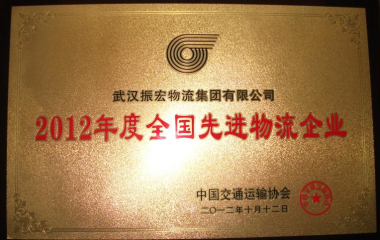 武汉振宏物流集团有限公司
2012年度全国先进物流企业
中国交通运输协会
二〇一二年十月十二日